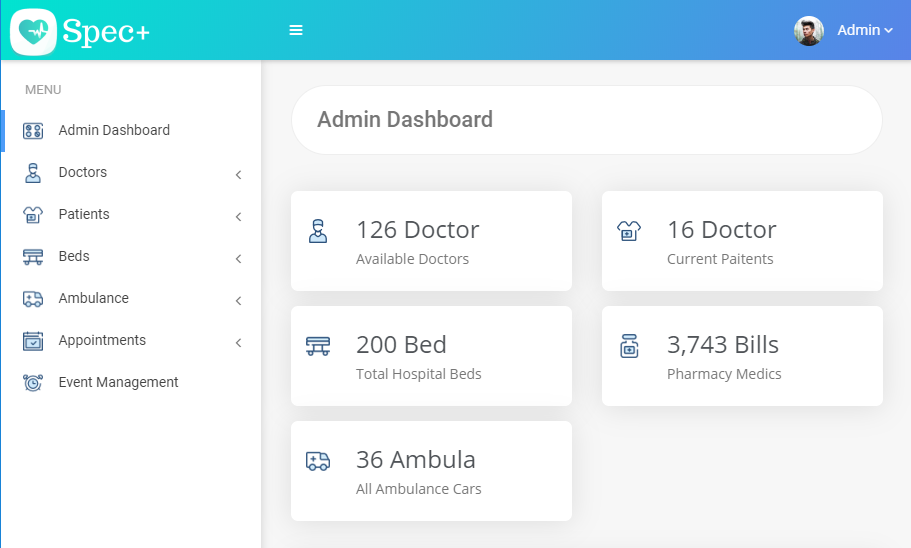 Spec+
Admin
MENU
Admin Dashboard
Doctors
Patients
Beds
Ambulance
Appointments
Event Management
Admin Dashboard
126 Doctor
Available Doctors
16 Doctor
Current Paitents
200 Bed
Total Hospital Beds
3,743 Bills
Pharmacy Medics
36 Ambula
All Ambulance Cars